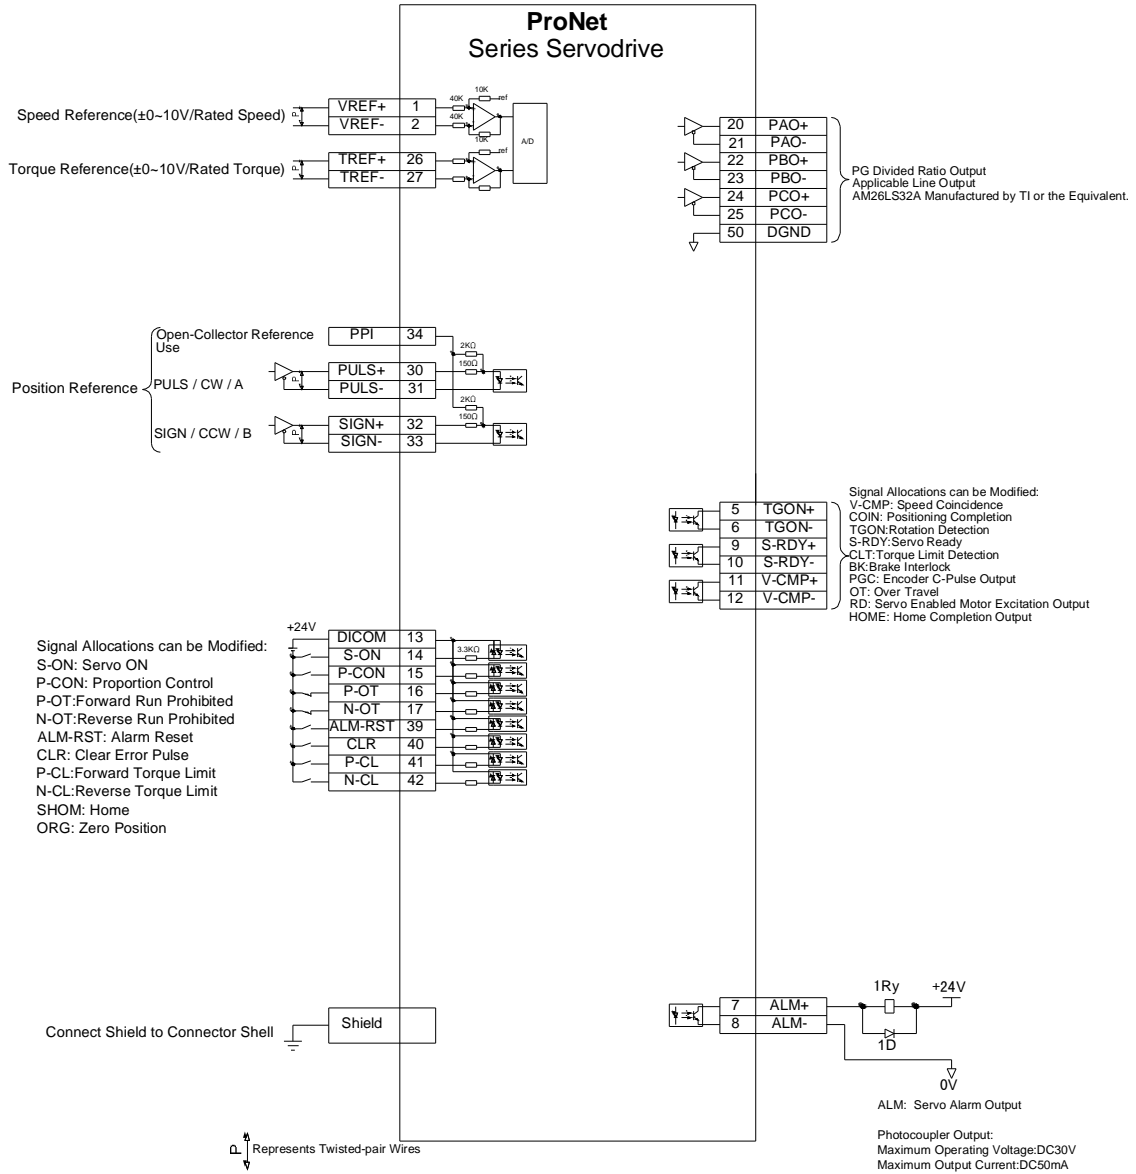 ProNet
Series Servodrive
Speed Reference(±0~10V/Rated Speed)
P
VREF+ 1
VREF- 2
40K
40K
10K
ref
10K
A/D
Torque Reference(±0~10V/Rated Torque)
P
TREF+ 26
TREF- 27
ref
20 PAO+
21 PAO-
22 PBO+
23 PBO-
24 PCO+
25 PCO-
50 DGND
PG Divided Ratio Output
Applicable Line Output
AM26LS32A Manufactured by TI or the Equivalent.
Position Reference
Open-Collector Reference
Use
PPI 34
2KΩ
150Ω
PULS / CW / A
P
PULS+ 30
PULS- 31
2KΩ
150Ω
SIGN / CCW / B
P
SIGN+ 32
SIGN- 33
5 TGON+
6 TGON-
9 S-RDY+
10 S-RDY-
11 V-CMP+
12 V-CMP-
Signal Allocations can be Modified:
V-CMP: Speed Coincidence
COIN: Positioning Completion
TGON:Rotation Detection
S-RDY:Servo Ready
CLT:Torque Limit Detection
BK:Brake Interlock
PGC: Encoder C-Pulse Output
OT: Over Travel
RD: Servo Enabled Motor Excitation Output
HOME: Home Completion Output
Signal Allocations can be Modified:
S-ON: Servo ON
P-CON: Proportion Control
P-OT:Forward Run Prohibited
N-OT:Reverse Run Prohibited
ALM-RST: Alarm Reset
CLR: Clear Error Pulse
P-CL:Forward Torque Limit
N-CL:Reverse Torque Limit
SHOM: Home
ORG: Zero Position
+24V
DICOM 13
S-ON 14
P-CON 15
P-OT 16
N-OT 17
ALM-RST 39
CLR 40
P-CL 41
N-CL 42
3.3KΩ
Connect Shield to Connector Shell
Shield
7 ALM+
8 ALM-
1Ry
+24V
1D
0V
ALM: Servo Alarm Output
Photocoupler Output:
Maximum Operating Voltage:DC30V
Maximum Output Current:DC50mA
P Represents Twisted-pair Wires